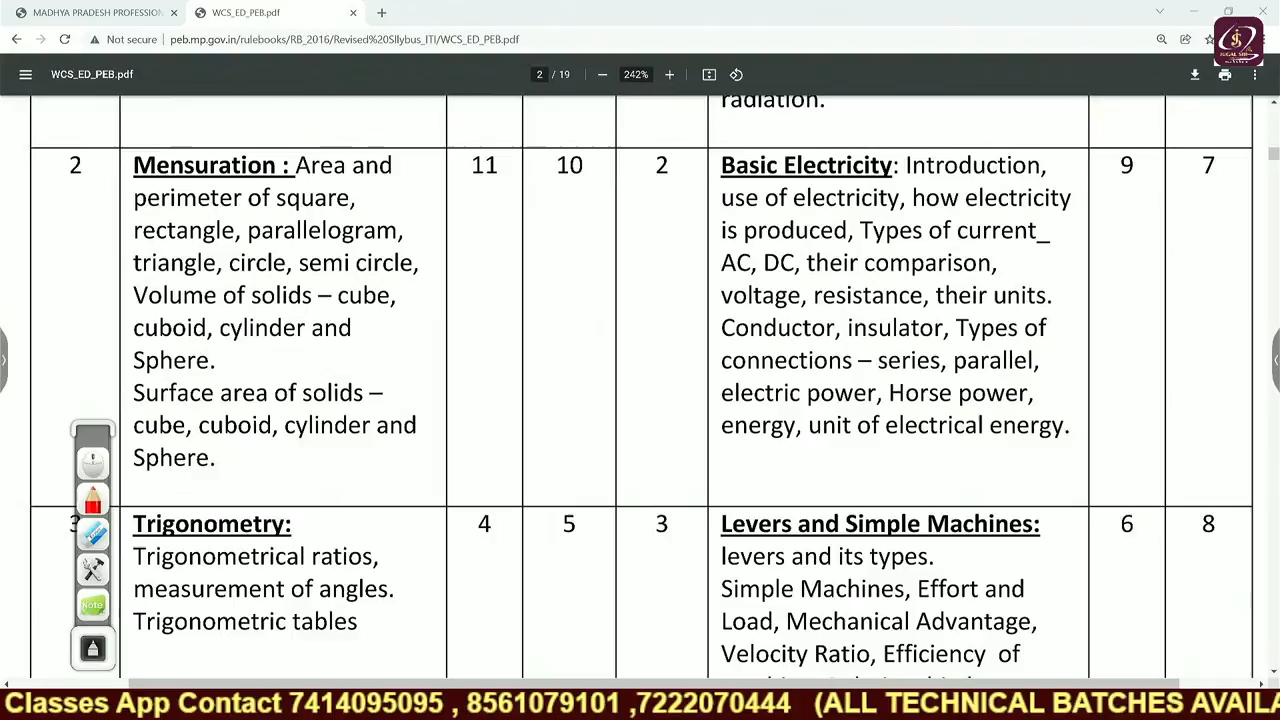 MADHYA PRADESH PROFESSION
WCS_ED_PEB.pdf
Not secure
peb.mp.gov.in/rulebooks/RB_2016/Revised%20Sllybus_ITI/WCS_ED_PEB.pdf
WCS_ED_PEB.pdf
2 / 19
242%
radiation.
2
Mensuration : Area and
perimeter of square,
rectangle, parallelogram,
triangle, circle, semi circle,
Volume of solids – cube,
cuboid, cylinder and
Sphere.
Surface area of solids –
cube, cuboid, cylinder and
Sphere.
11
10
2
Basic Electricity: Introduction,
use of electricity, how electricity
is produced, Types of current_
AC, DC, their comparison,
voltage, resistance, their units.
Conductor, insulator, Types of
connections – series, parallel,
electric power, Horse power,
energy, unit of electrical energy.
9
7
3
Trigonometry:
Trigonometrical ratios,
measurement of angles.
Trigonometric tables
4
5
3
Levers and Simple Machines:
levers and its types.
Simple Machines, Effort and
Load, Mechanical Advantage,
Velocity Ratio, Efficiency of
6
8
Note
Classes App Contact 7414095095 , 8561079101 ,7222070444 (ALL TECHNICAL BATCHES AVAILA